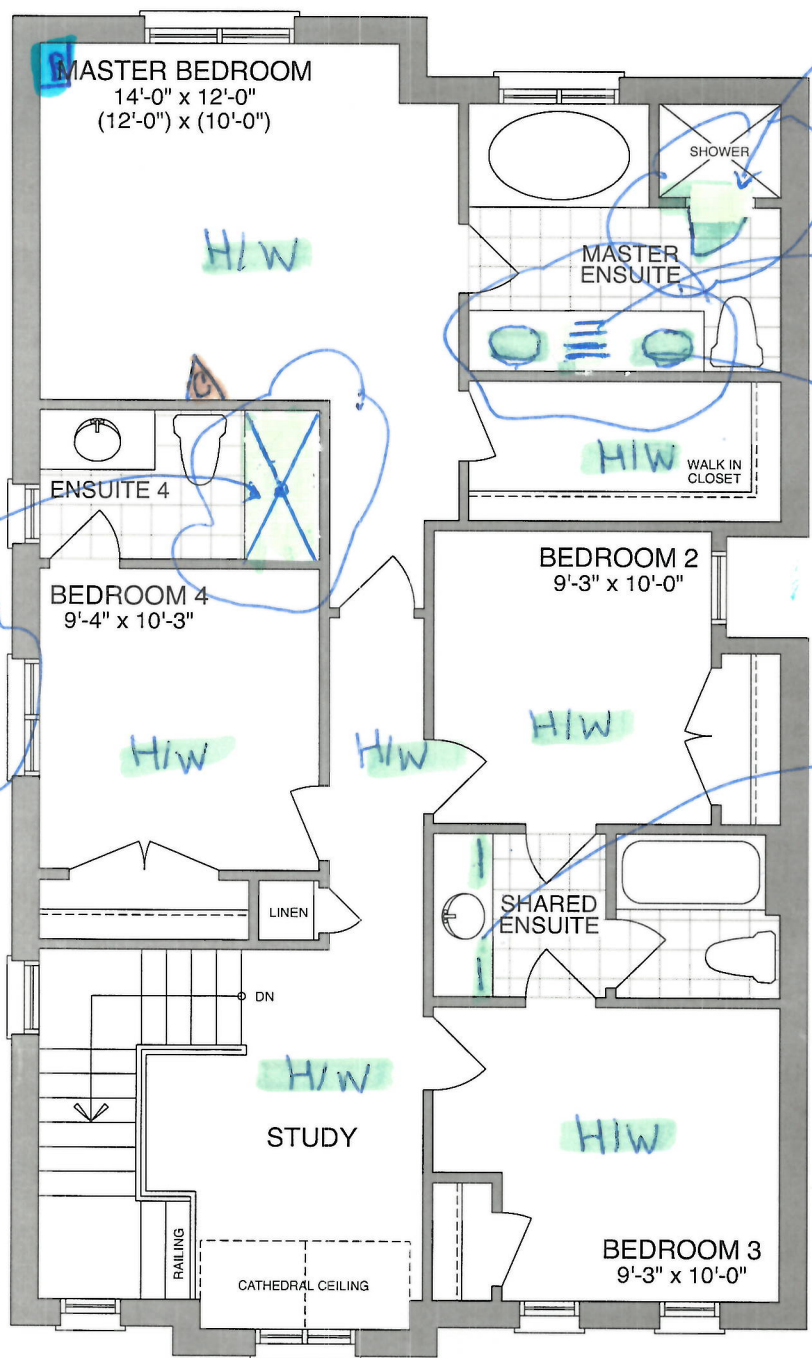 MASTER BEDROOM
14'-0" x 12'-0"
(12'-0") x (10'-0")
SHOWER
H/W
MASTER
ENSUITE
C
H/W
WALK IN
CLOSET
ENSUITE 4
BEDROOM 2
9'-3" x 10'-0"
BEDROOM 4
9'-4" x 10'-3"
H/W
H/W
H/W
LINEN
SHARED
ENSUITE
DN
H/W
STUDY
H/W
RAILING
CATHEDRAL CEILING
BEDROOM 3
9'-3" x 10'-0"